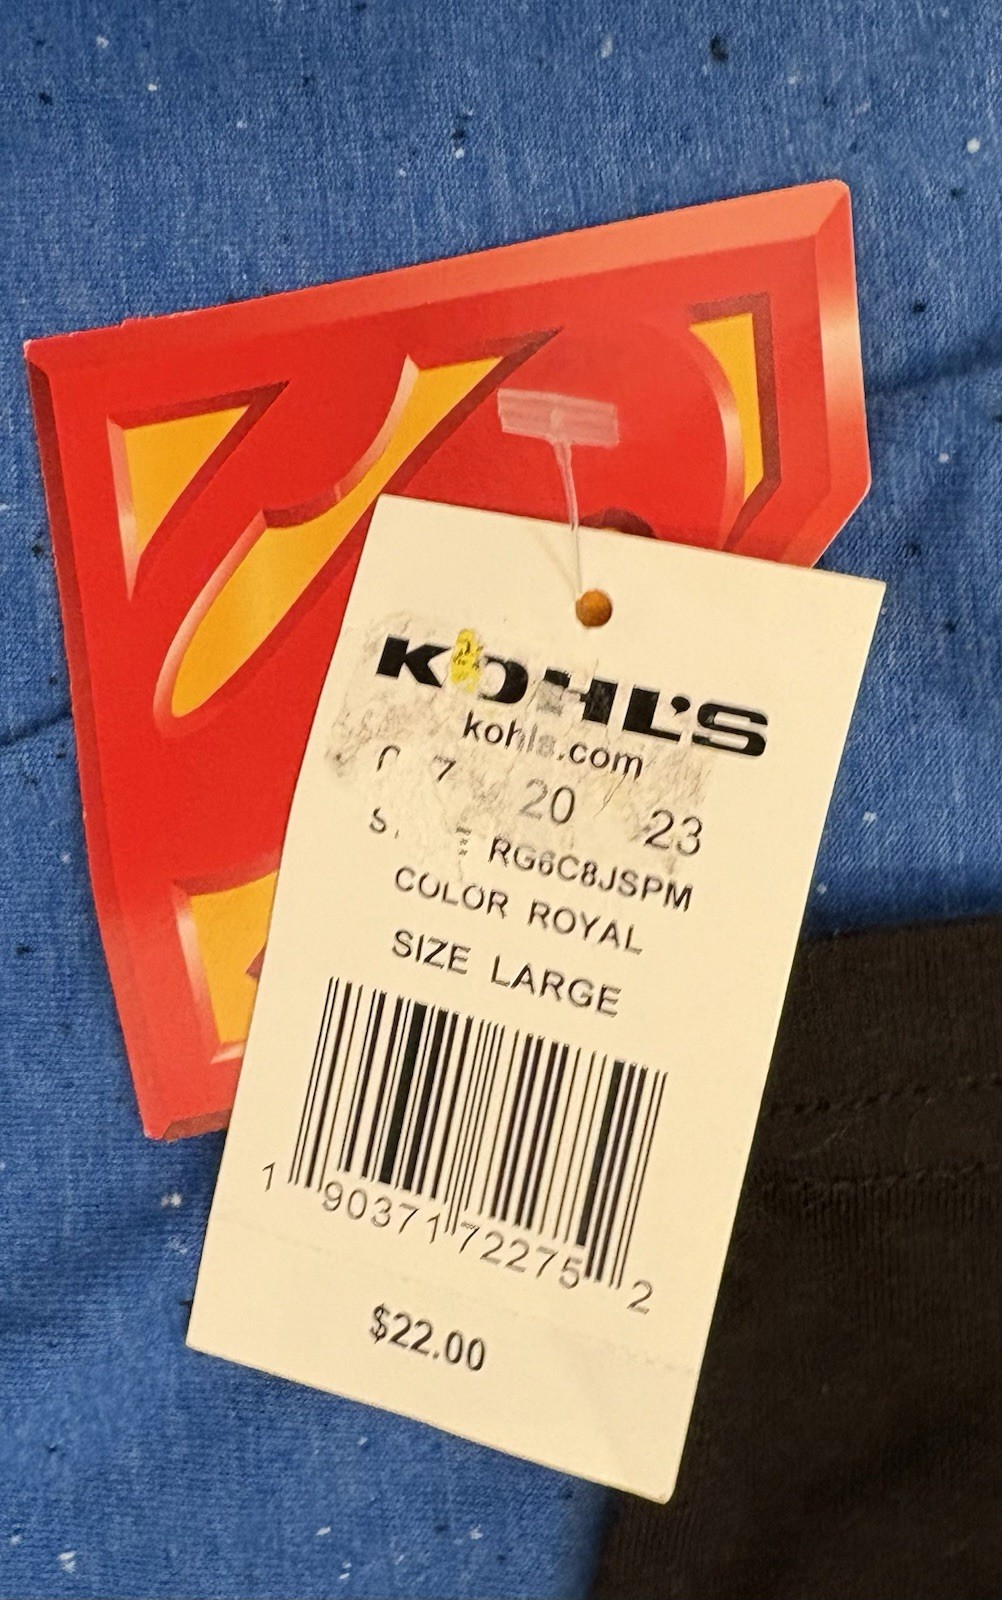 KOHL'S
kohls.com
20 23
RG6C8JSPM
COLOR ROYAL
SIZE LARGE
1 90371 72275 2
$22.00